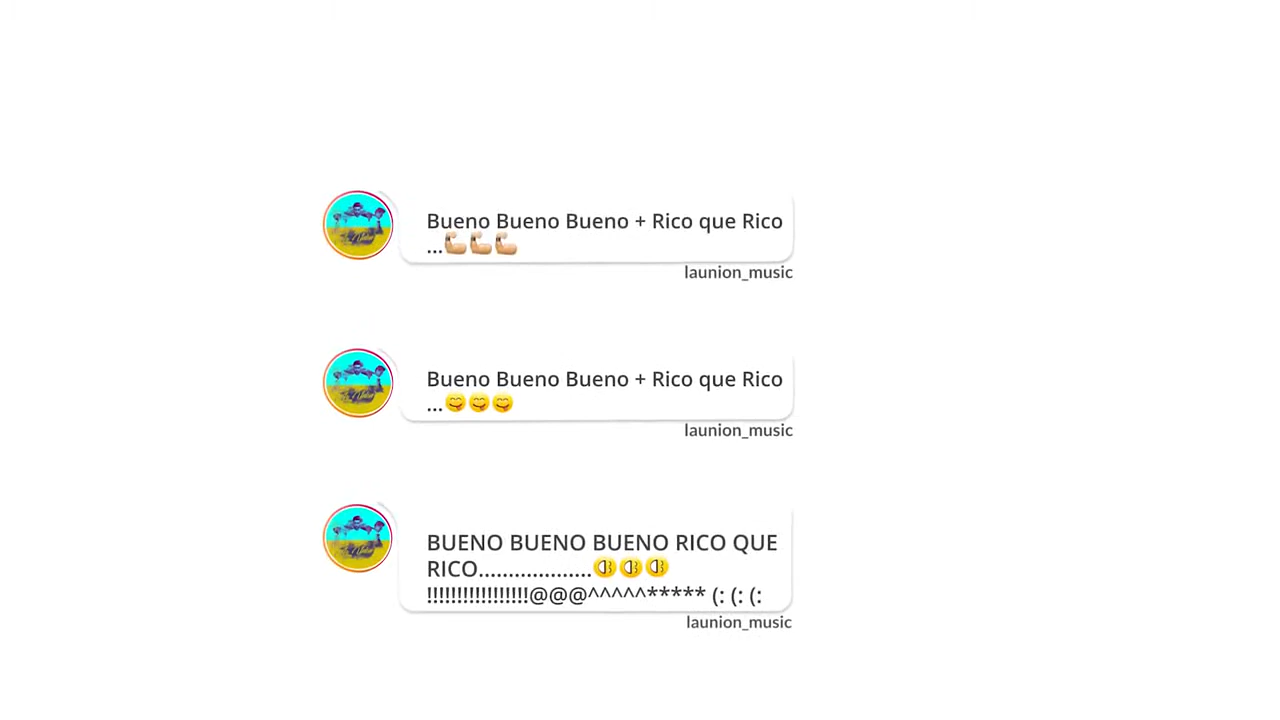 Bueno Bueno Bueno + Rico que Rico
...💪🏼💪🏼💪🏼
launion_music
Bueno Bueno Bueno + Rico que Rico
...😋😋😋
launion_music
BUENO BUENO BUENO RICO QUE
RICO...................
!!!!!!!!!!!!!!!!!@@@^^^^^***** (: (: (:
launion_music